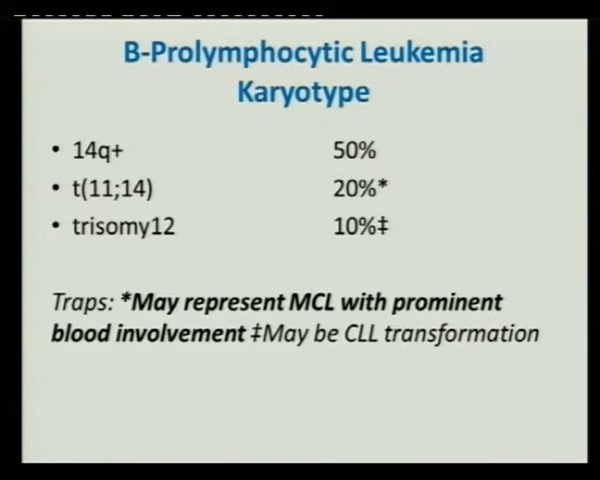 B-Prolymphocytic Leukemia
Karyotype
• 14q+ 50%
• t(11;14) 20%*
• trisomy12 10%‡
Traps: *May represent MCL with prominent
blood involvement ‡May be CLL transformation